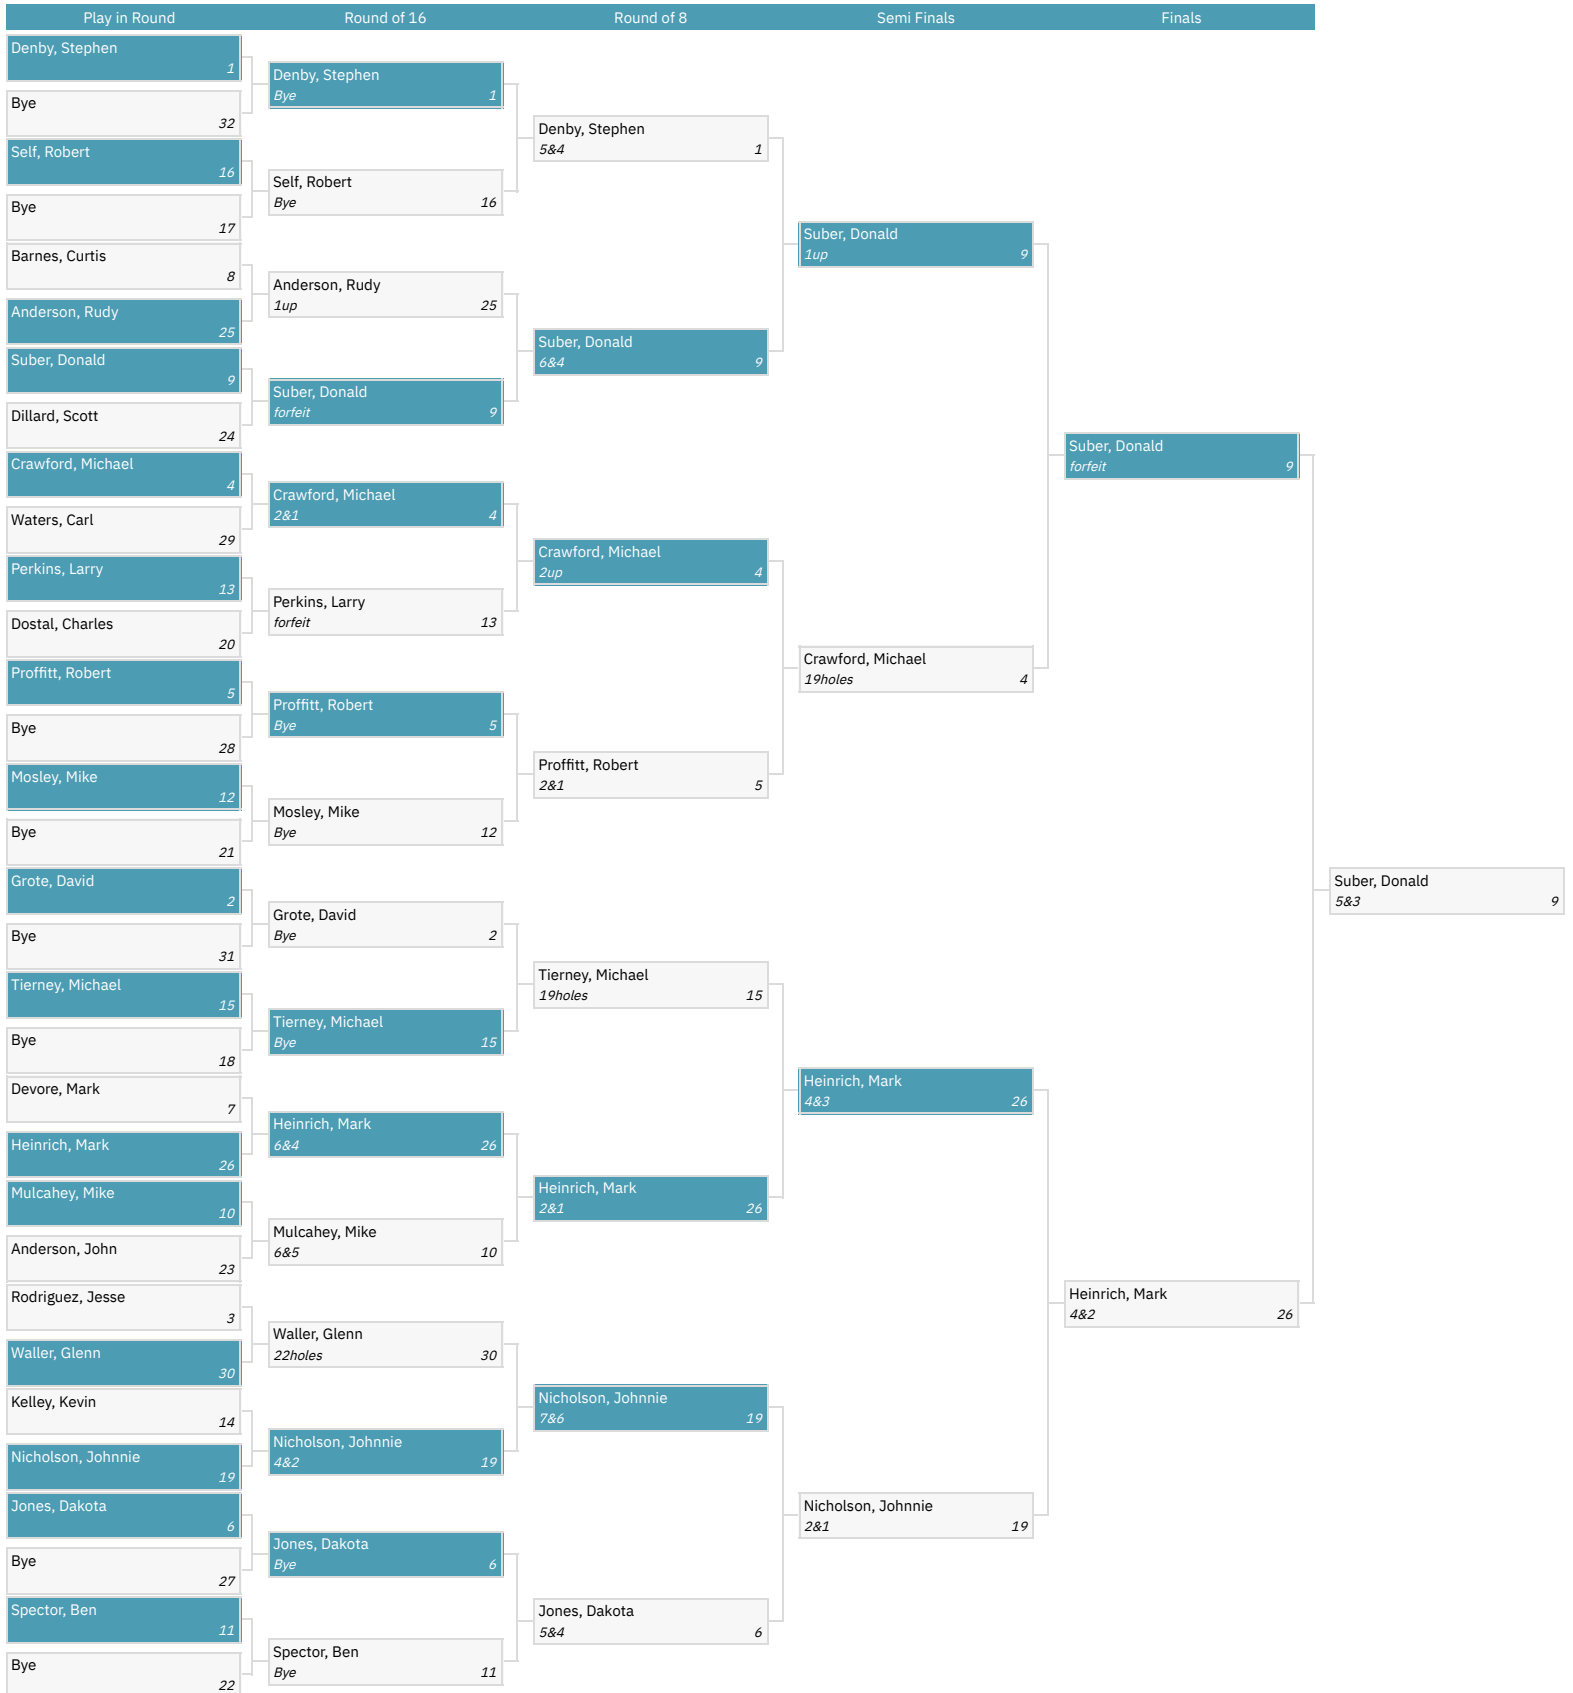 Play in Round
Round of 16
Round of 8
Semi Finals
Finals
Denby, Stephen
1
Bye
32
Self, Robert
16
Bye
17
Barnes, Curtis
8
Anderson, Rudy
25
Suber, Donald
9
Dillard, Scott
24
Crawford, Michael
4
Waters, Carl
29
Perkins, Larry
13
Dostal, Charles
20
Proffitt, Robert
5
Bye
28
Mosley, Mike
12
Bye
21
Grote, David
2
Bye
31
Tierney, Michael
15
Bye
18
Devore, Mark
7
Heinrich, Mark
26
Mulcahey, Mike
10
Anderson, John
23
Rodriguez, Jesse
3
Waller, Glenn
30
Kelley, Kevin
14
Nicholson, Johnnie
19
Jones, Dakota
6
Bye
27
Spector, Ben
11
Bye
22
Denby, Stephen
Bye 1
Self, Robert
Bye 16
Anderson, Rudy
1up 25
Suber, Donald
forfeit 9
Crawford, Michael
2&1 4
Perkins, Larry
forfeit 13
Proffitt, Robert
Bye 5
Mosley, Mike
Bye 12
Grote, David
Bye 2
Tierney, Michael
Bye 15
Heinrich, Mark
6&4 26
Mulcahey, Mike
6&5 10
Waller, Glenn
22holes 30
Nicholson, Johnnie
4&2 19
Jones, Dakota
Bye 6
Spector, Ben
Bye 11
Denby, Stephen
5&4 1
Suber, Donald
6&4 9
Crawford, Michael
2up 4
Proffitt, Robert
2&1 5
Tierney, Michael
19holes 15
Heinrich, Mark
2&1 26
Nicholson, Johnnie
7&6 19
Jones, Dakota
5&4 6
Suber, Donald
1up 9
Crawford, Michael
19holes 4
Heinrich, Mark
4&3 26
Nicholson, Johnnie
2&1 19
Suber, Donald
forfeit 9
Heinrich, Mark
4&2 26
Suber, Donald
5&3 9